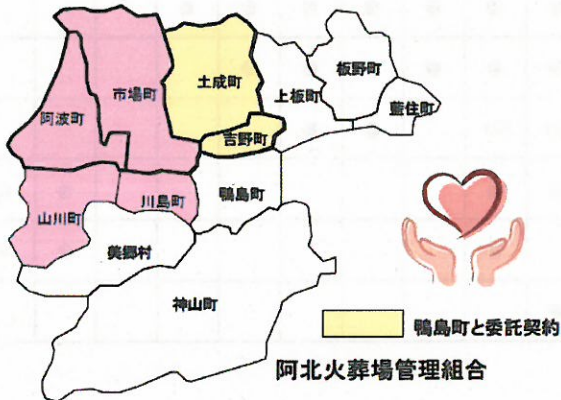 板野町
土成町
上板町
市場町
藍住町
阿波町
吉野町
鴨島町
川島町
山川町
美郷村
神山町
鴨島町と委託契約
阿北火葬場管理組合